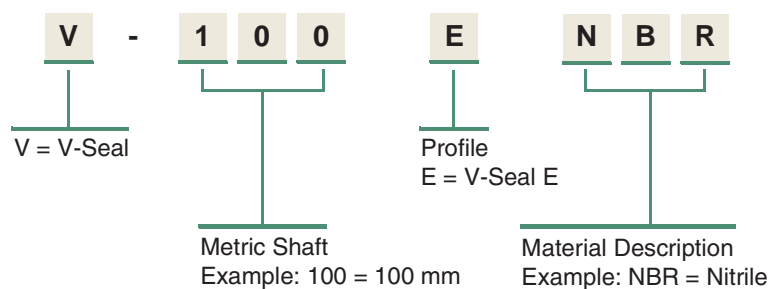 V - 1 0 0 E N B R
V = V-Seal
Profile
E = V-Seal E
Metric Shaft
Example: 100 = 100 mm
Material Description
Example: NBR = Nitrile